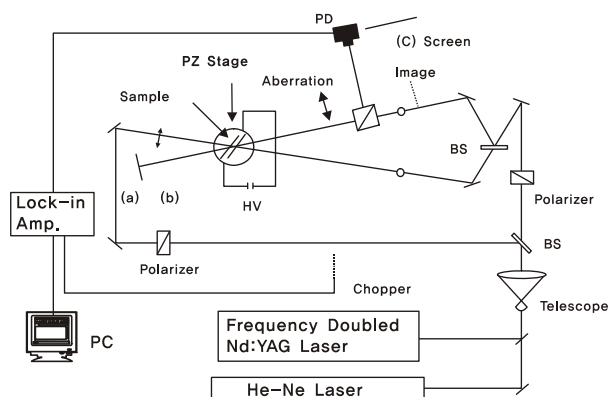 PD
(C) Screen
PZ Stage
Image
Aberration
Sample
BS
(a) (b)
HV
Polarizer
Lock-in
Amp.
Polarizer
BS
Chopper
Telescope
PC
Frequency Doubled
Nd:YAG Laser
He-Ne Laser